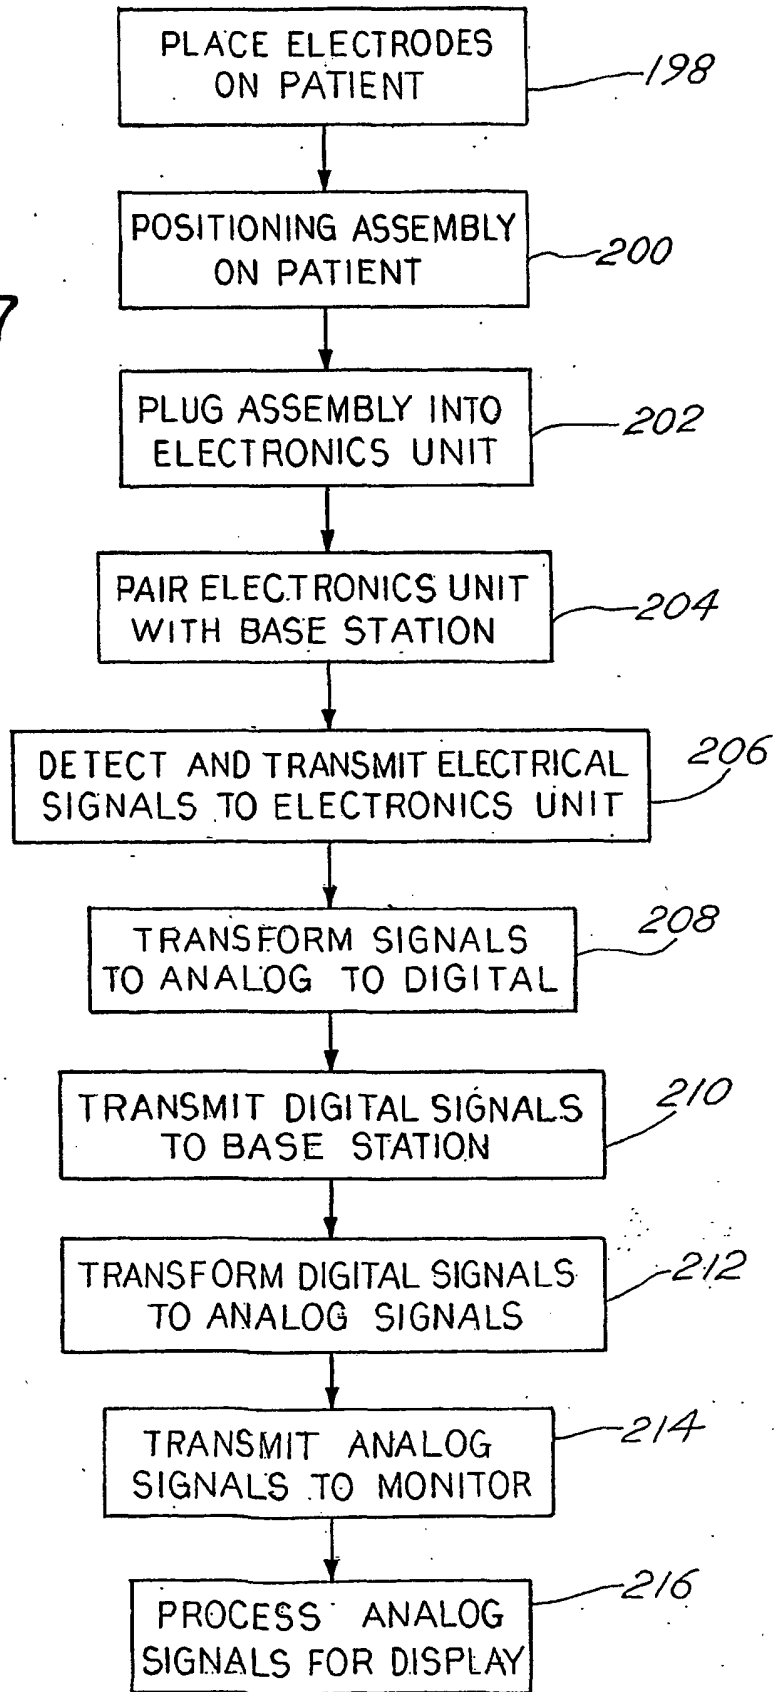 PLACE ELECTRODES
ON PATIENT
198
POSITIONING ASSEMBLY
ON PATIENT
200
7
PLUG ASSEMBLY INTO
ELECTRONICS UNIT
202
PAIR ELECTRONICS UNIT
WITH BASE STATION
204
DETECT AND TRANSMIT ELECTRICAL
SIGNALS TO ELECTRONICS UNIT
206
TRANSFORM SIGNALS
TO ANALOG TO DIGITAL
208
TRANSMIT DIGITAL SIGNALS
TO BASE STATION
210
TRANSFORM DIGITAL SIGNALS
TO ANALOG SIGNALS
212
TRANSMIT ANALOG
SIGNALS TO MONITOR
214
PROCESS ANALOG
SIGNALS FOR DISPLAY
216